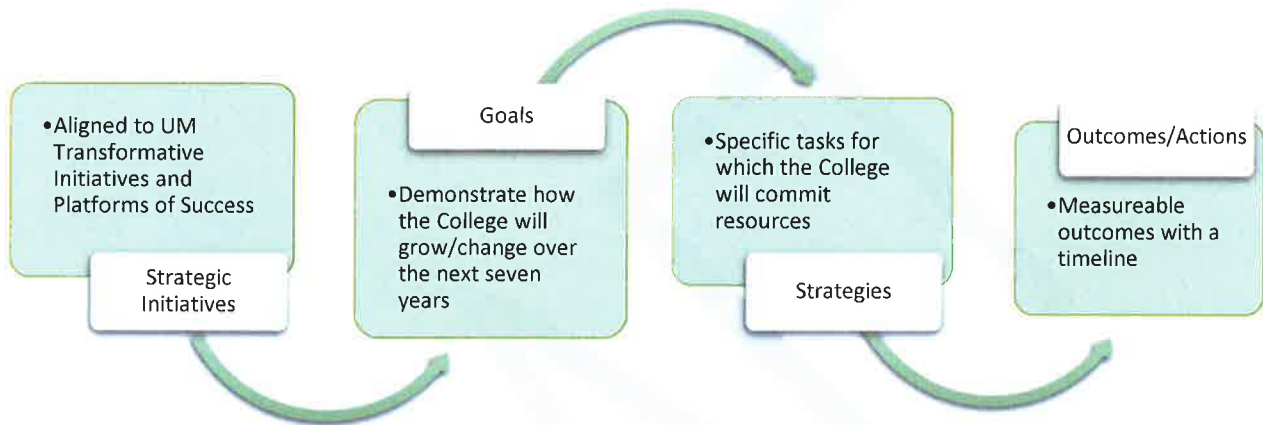 •Aligned to UM
Transformative
Initiatives and
Platforms of Success
Strategic
Initiatives
Goals
•Demonstrate how
the College will
grow/change over
the next seven
years
•Specific tasks for
which the College
will commit
resources
Strategies
Outcomes/Actions
•Measureable
outcomes with a
timeline